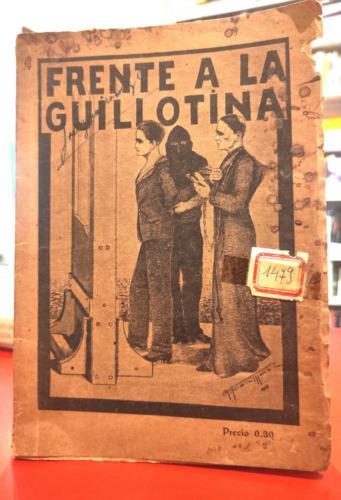 FRENTE A LA
GUILLOTINA
1479
Precio 0.30